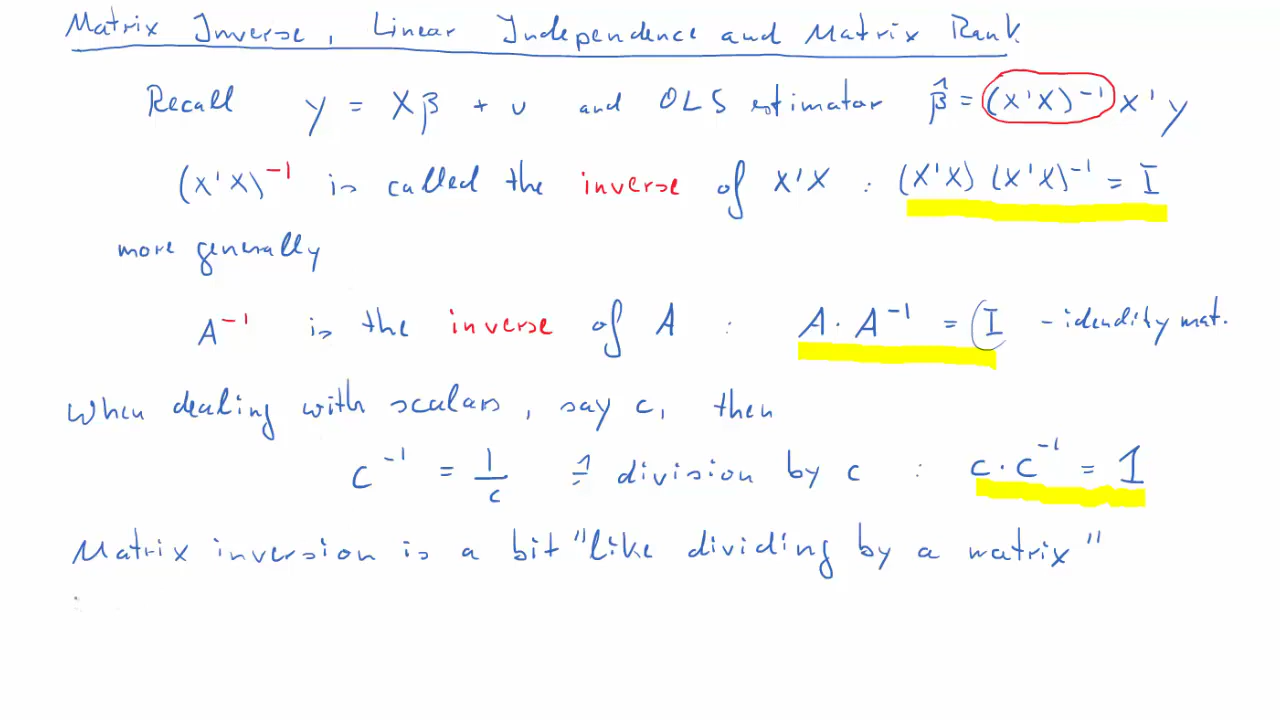 Matrix Inverse, Linear Independence and Matrix Rank
Recall y = Xβ + u and OLS estimator β̂ = (X'X)⁻¹ X'y
(X'X)⁻¹ is called the inverse of X'X : (X'X) (X'X)⁻¹ = I
more generally
A⁻¹ is the inverse of A : A · A⁻¹ = I - idendity mat.
When dealing with scalars, say c, then
c⁻¹ = 1/c ≙ division by c : c · c⁻¹ = 1
Matrix inversion is a bit "like dividing by a matrix"